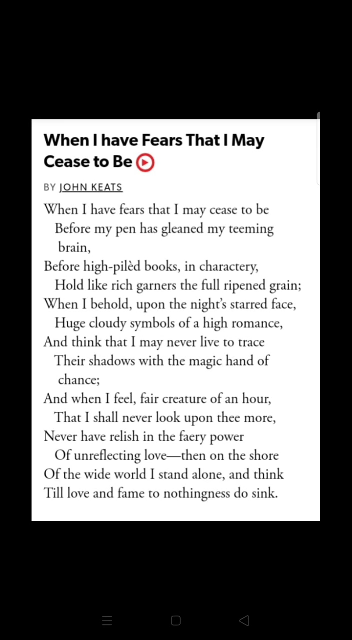 When I have Fears That I May
Cease to Be
BY JOHN KEATS
When I have fears that I may cease to be
Before my pen has gleaned my teeming
brain,
Before high-pilèd books, in charactery,
Hold like rich garners the full ripened grain;
When I behold, upon the night’s starred face,
Huge cloudy symbols of a high romance,
And think that I may never live to trace
Their shadows with the magic hand of
chance;
And when I feel, fair creature of an hour,
That I shall never look upon thee more,
Never have relish in the faery power
Of unreflecting love—then on the shore
Of the wide world I stand alone, and think
Till love and fame to nothingness do sink.